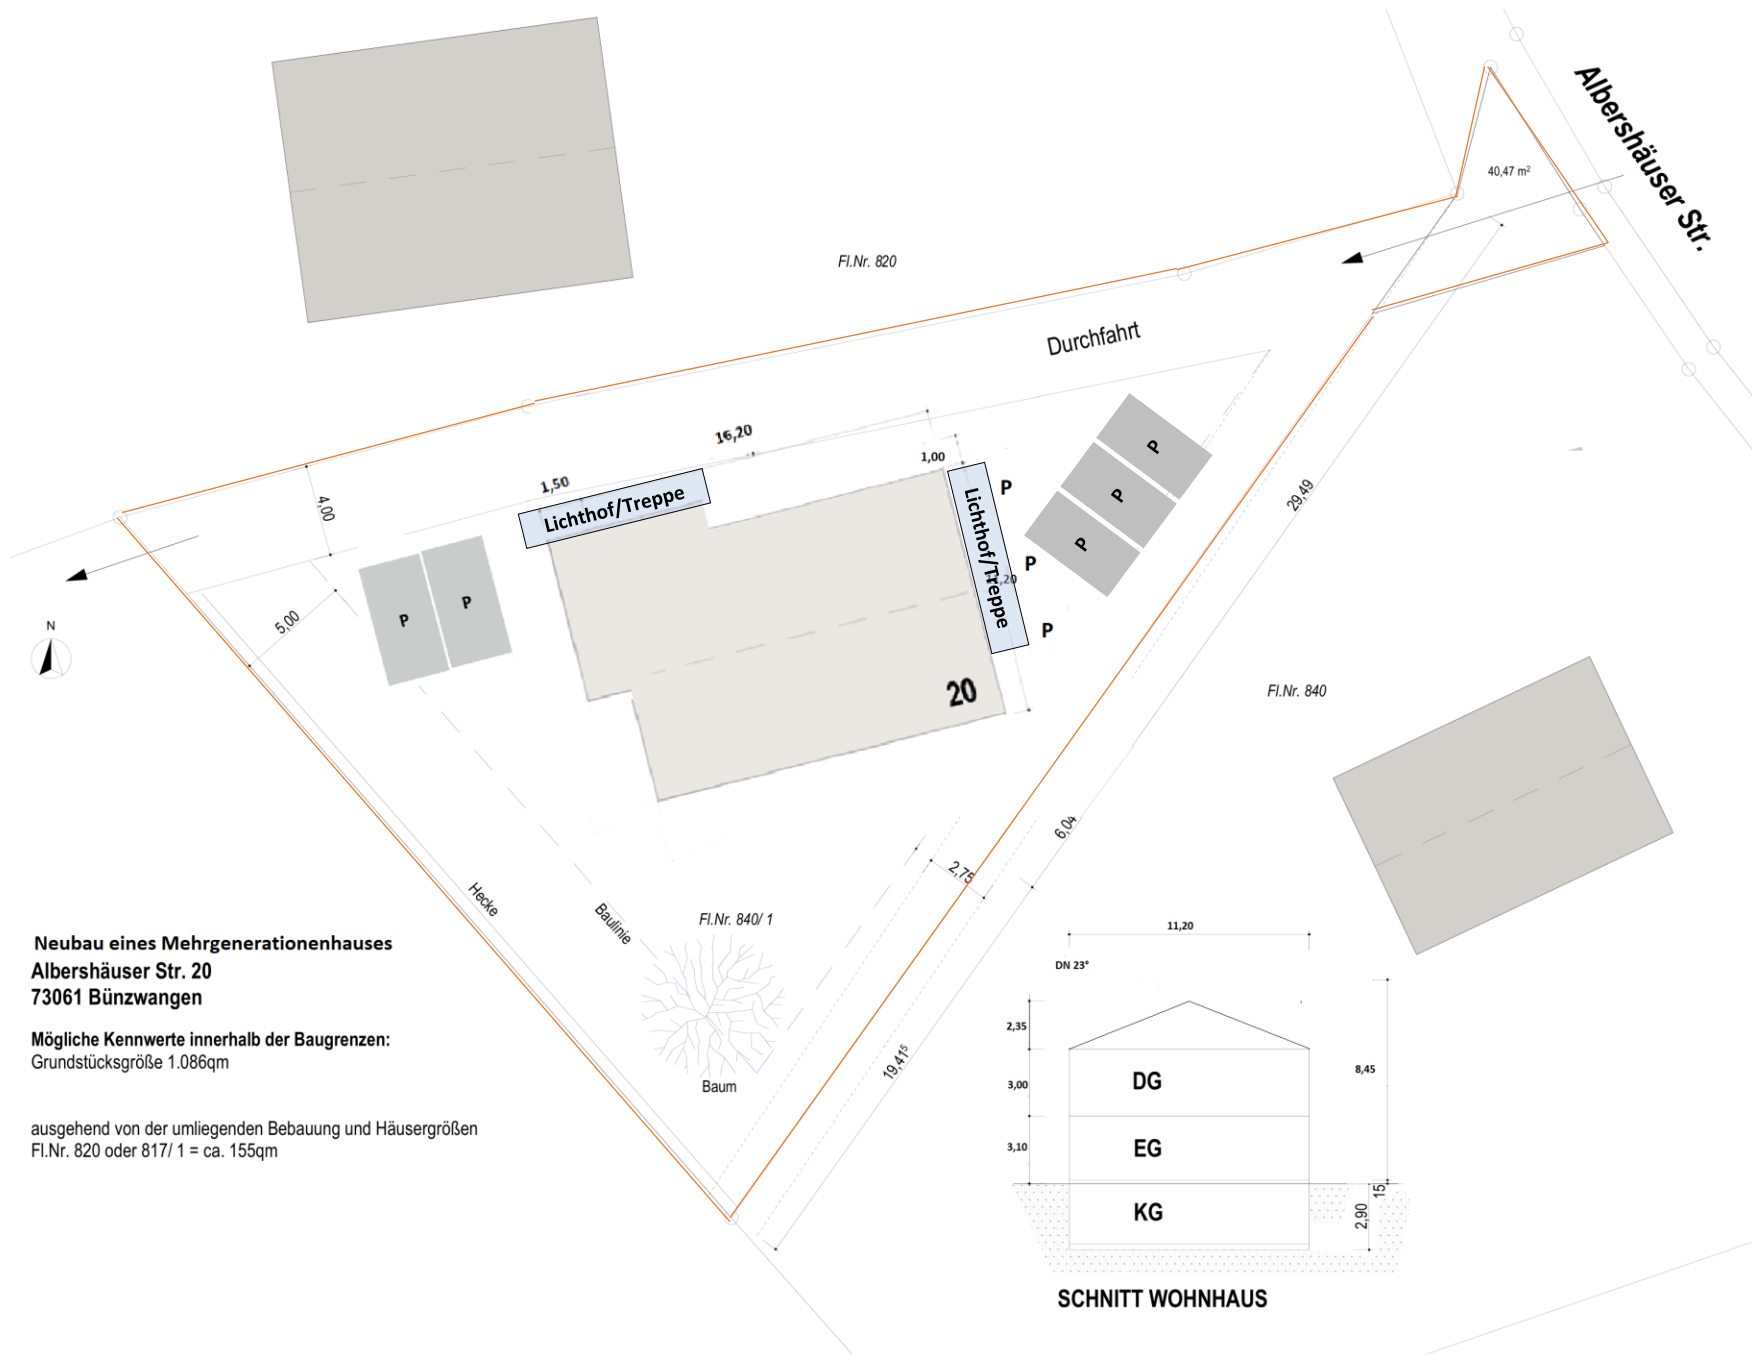 Albershäuser Str.
40,47 m²
Fl.Nr. 820
Durchfahrt
16,20
1,00
1,50
Lichthof/Treppe
4,00
P
P
P
P
29,49
Lichthof/Treppe
P
P
P
P
P
5,00
N
20
Fl.Nr. 840
6,04
2,75
Hecke
Baulinie
Fl.Nr. 840/ 1
Baum
19,41⁵
Neubau eines Mehrgenerationenhauses
Albershäuser Str. 20
73061 Bünzwangen
Mögliche Kennwerte innerhalb der Baugrenzen:
Grundstücksgröße 1.086qm
ausgehend von der umliegenden Bebauung und Häusergrößen
Fl.Nr. 820 oder 817/ 1 = ca. 155qm
11,20
DN 23°
2,35
3,00
DG
8,45
3,10
EG
15
KG
2,90
SCHNITT WOHNHAUS